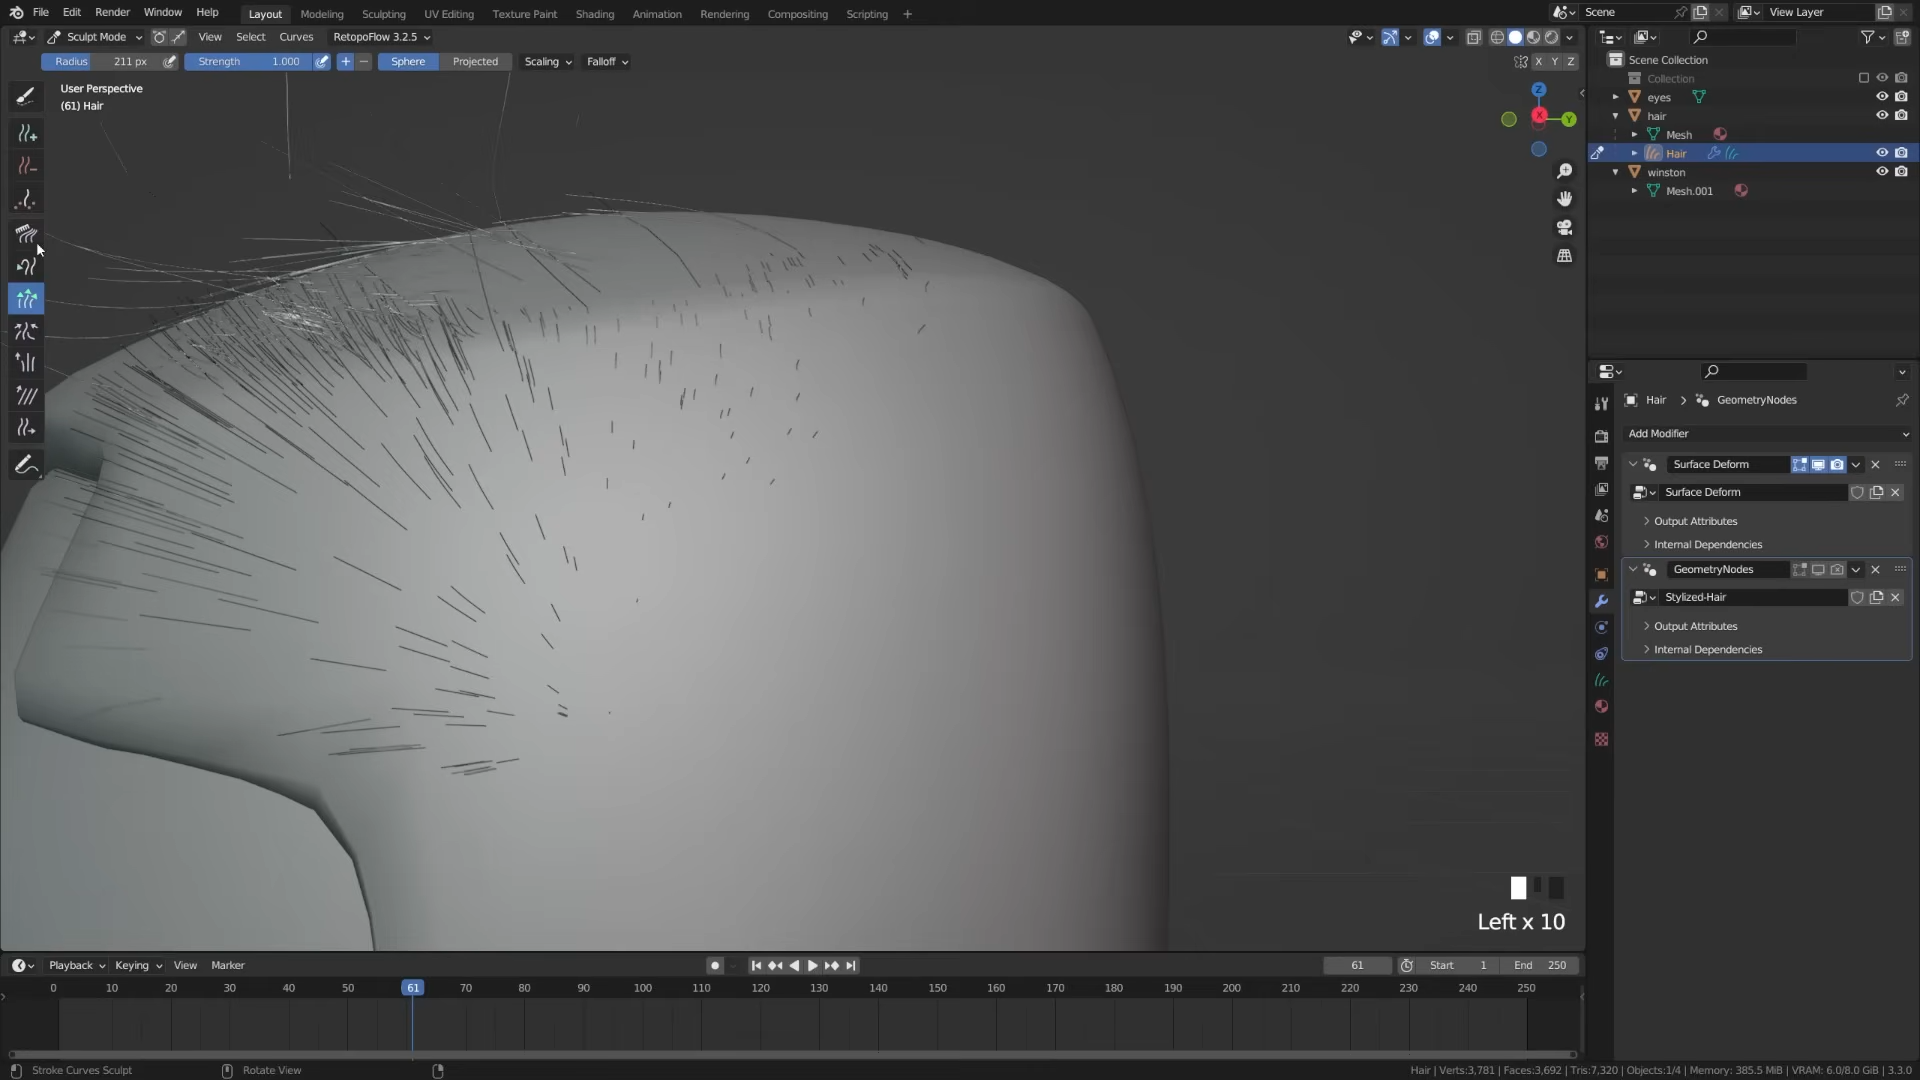 File Edit Render Window Help Layout Modeling Sculpting UV Editing Texture Paint Shading Animation Rendering Compositing Scripting + Scene View Layer
Sculpt Mode View Select Curves RetopoFlow 3.2.5
Radius 211 px Strength 1.000 + − Sphere Projected Scaling Falloff X Y Z
User Perspective
(61) Hair
Z
X
Y
Scene Collection
Collection
eyes
hair
Mesh
Hair
winston
Mesh.001
Hair > GeometryNodes
Add Modifier
Surface Deform
Surface Deform
Output Attributes
Internal Dependencies
GeometryNodes
Stylized-Hair
Output Attributes
Internal Dependencies
Left x 10
Playback Keying View Marker 61 Start 1 End 250
0 10 20 30 40 50 61 70 80 90 100 110 120 130 140 150 160 170 180 190 200 210 220 230 240 250
Stroke Curves Sculpt Rotate View Hair | Verts:3,781 | Faces:3,692 | Tris:7,320 | Objects:1/4 | Memory: 385.5 MiB | VRAM: 6.0/8.0 GiB | 3.3.0